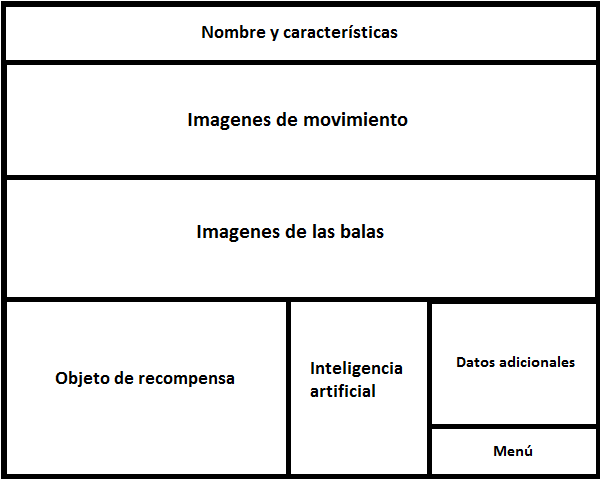 Nombre y características
Imagenes de movimiento
Imagenes de las balas
Objeto de recompensa
Inteligencia
artificial
Datos adicionales
Menú